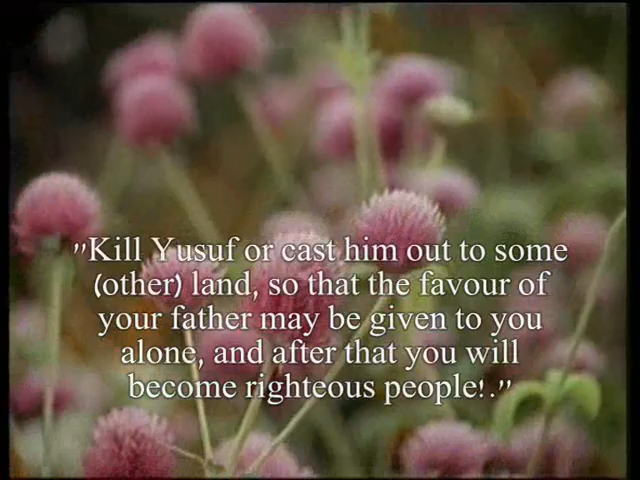 "Kill Yusuf or cast him out to some
(other) land, so that the favour of
your father may be given to you
alone, and after that you will
become righteous people!."